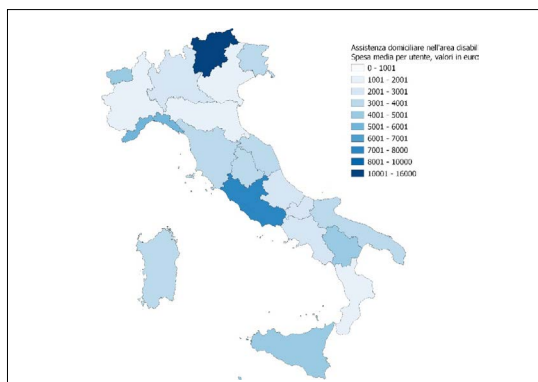 Assistenza domiciliare nell'area disabil
Spesa media per utente, valori in euro
0 - 1001
1001 - 2001
2001 - 3001
3001 - 4001
4001 - 5001
5001 - 6001
6001 - 7001
7001 - 8000
8001 - 10000
10001 - 16000